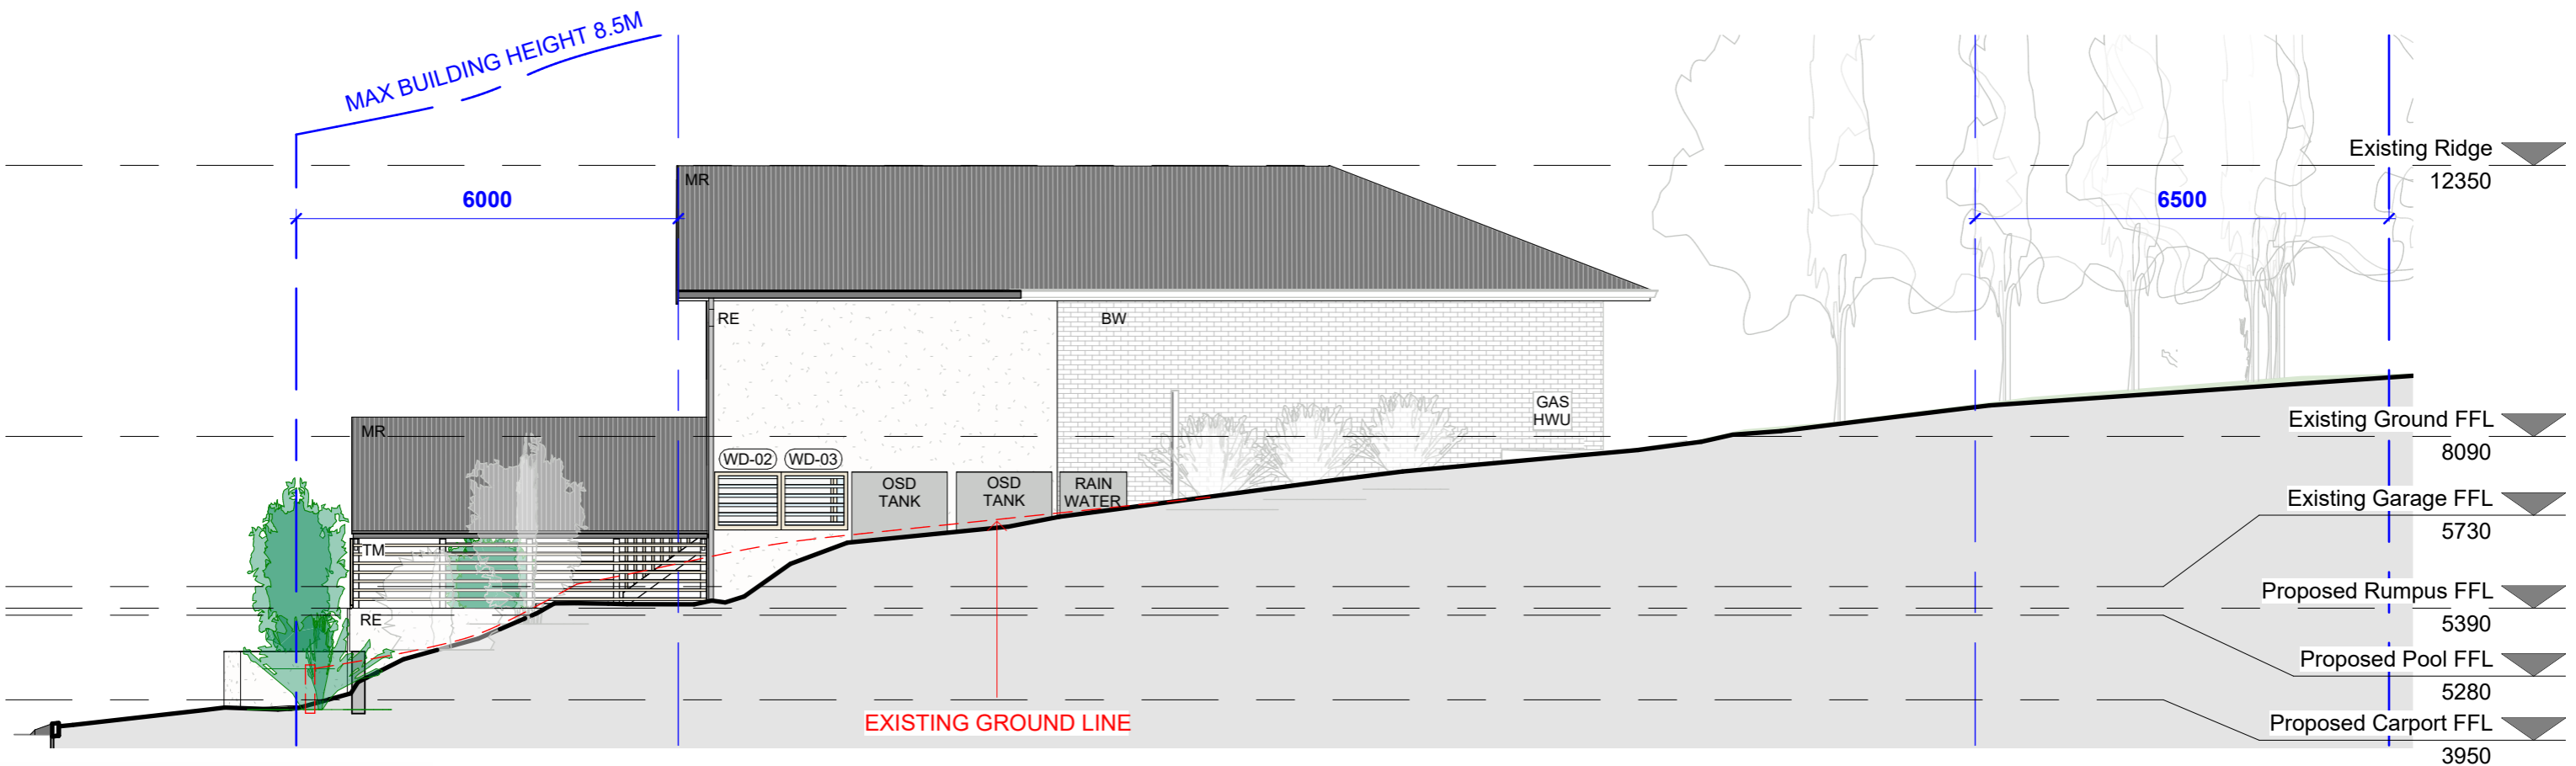 MAX BUILDING HEIGHT 8.5M
Existing Ridge
12350
MR
6000
6500
RE
BW
GAS
HWU
Existing Ground FFL
8090
MR
WD-02
WD-03
OSD
TANK
OSD
TANK
RAIN
WATER
Existing Garage FFL
5730
TM
Proposed Rumpus FFL
5390
RE
Proposed Pool FFL
5280
EXISTING GROUND LINE
Proposed Carport FFL
3950